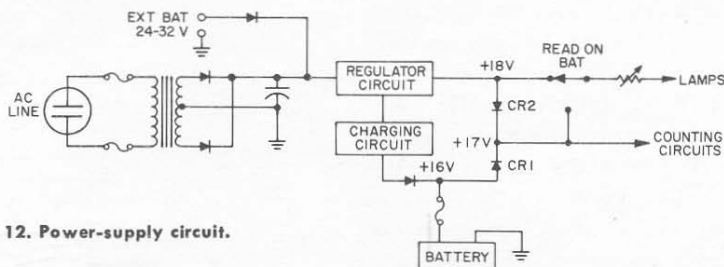 EXT BAT
24-32 V
AC
LINE
REGULATOR
CIRCUIT
+18V
READ ON
BAT
LAMPS
CR2
CHARGING
CIRCUIT
+17V
COUNTING
CIRCUITS
+16V
CR1
BATTERY
12. Power-supply circuit.